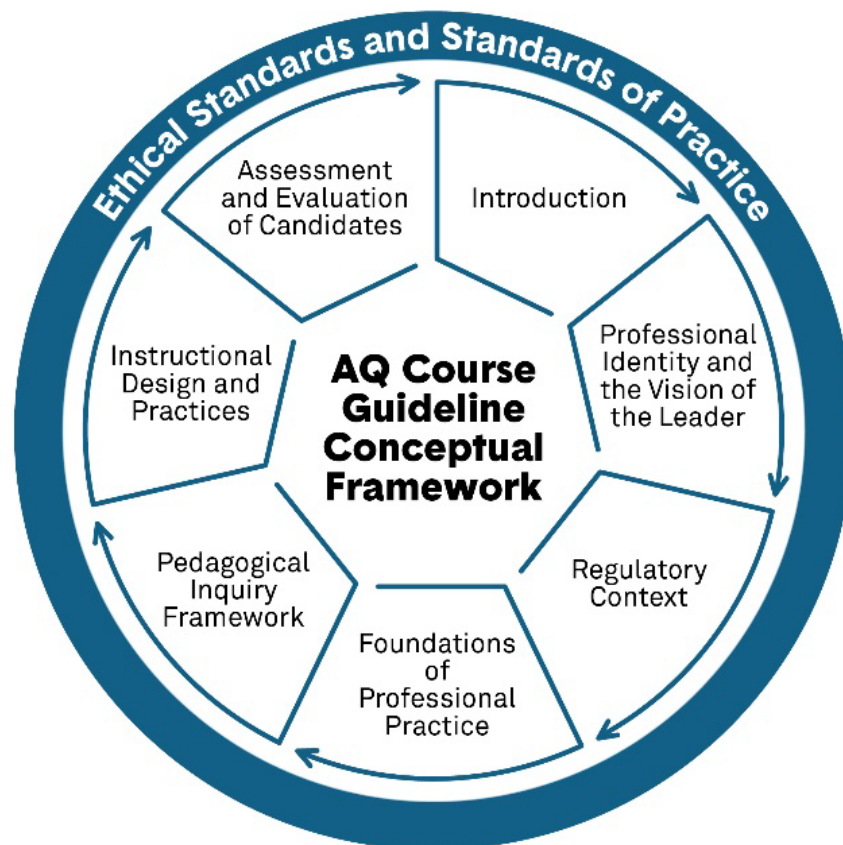 Ethical Standards and Standards of Practice
Introduction
Professional
Identity and
the Vision of
the Leader
Regulatory
Context
Foundations
of
Professional
Practice
Pedagogical
Inquiry
Framework
Instructional
Design and
Practices
Assessment
and Evaluation
of Candidates
AQ Course
Guideline
Conceptual
Framework